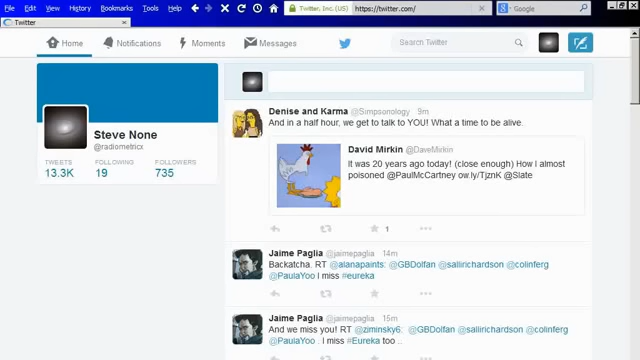 File Edit View History Bookmarks Tools Help
Twitter, Inc. (US) https://twitter.com/
Google
Twitter
Home Notifications Moments Messages Search Twitter
Steve None
@radiometricx
TWEETS FOLLOWING FOLLOWERS
13.3K 19 735
Denise and Karma @Simpsonology 9m
And in a half hour, we get to talk to YOU! What a time to be alive.
David Mirkin @DaveMirkin
It was 20 years ago today! (close enough) How I almost
poisoned @PaulMcCartney ow.ly/TjznK @Slate
1
Jaime Paglia @jaimepaglia 14m
Backatcha. RT @alanapaints: @GBDolfan @sallirichardson @colinferg
@PaulaYoo I miss #eureka
Jaime Paglia @jaimepaglia 15m
And we miss you! RT @ziminsky6: @GBDolfan @sallirichardson @colinferg
@PaulaYoo . I miss #Eureka too ..